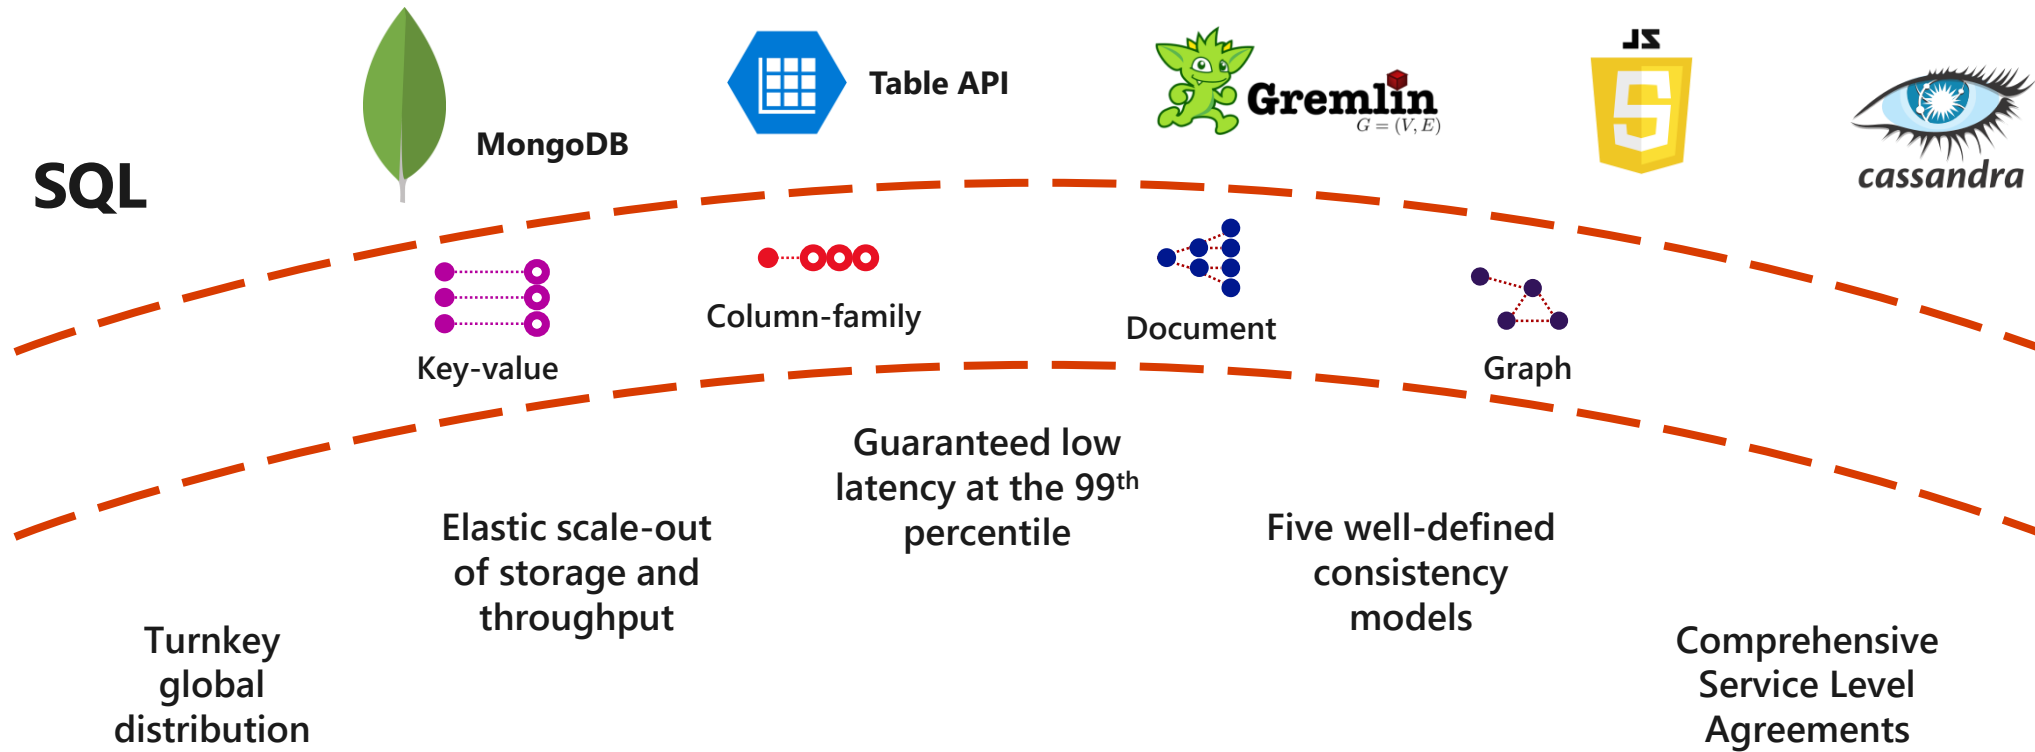 SQL
MongoDB
Table API
Gremlin
G = (V, E)
JS
5
cassandra
Key-value
Column-family
Document
Graph
Turnkey
global
distribution
Elastic scale-out
of storage and
throughput
Guaranteed low
latency at the 99th
percentile
Five well-defined
consistency
models
Comprehensive
Service Level
Agreements